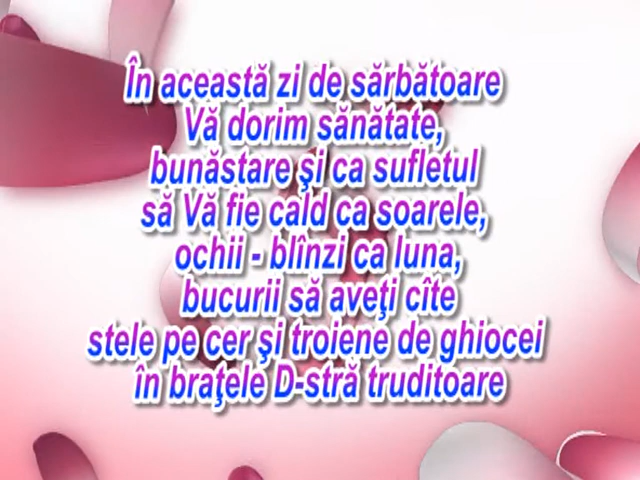 În această zi de sărbătoare
Vă dorim sănătate,
bunăstare şi ca sufletul
să Vă fie cald ca soarele,
ochii - blînzi ca luna,
bucurii să aveţi cîte
stele pe cer şi troiene de ghiocei
în braţele D-stră truditoare